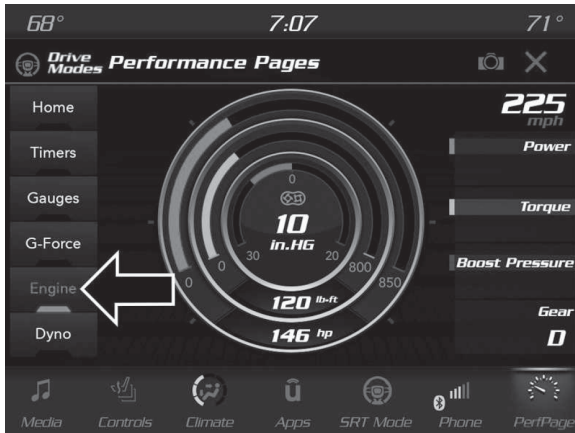 68° 7:07 71°
Drive Modes Performance Pages
Home
Timers
Gauges
G-Force
Engine
Dyno
0
10
in.HG
30 20
0 800
0 850
120 lb-ft
146 hp
225
mph
Power
Torque
Boost Pressure
Gear
D
Media Controls Climate Apps SRT Mode Phone PerfPage